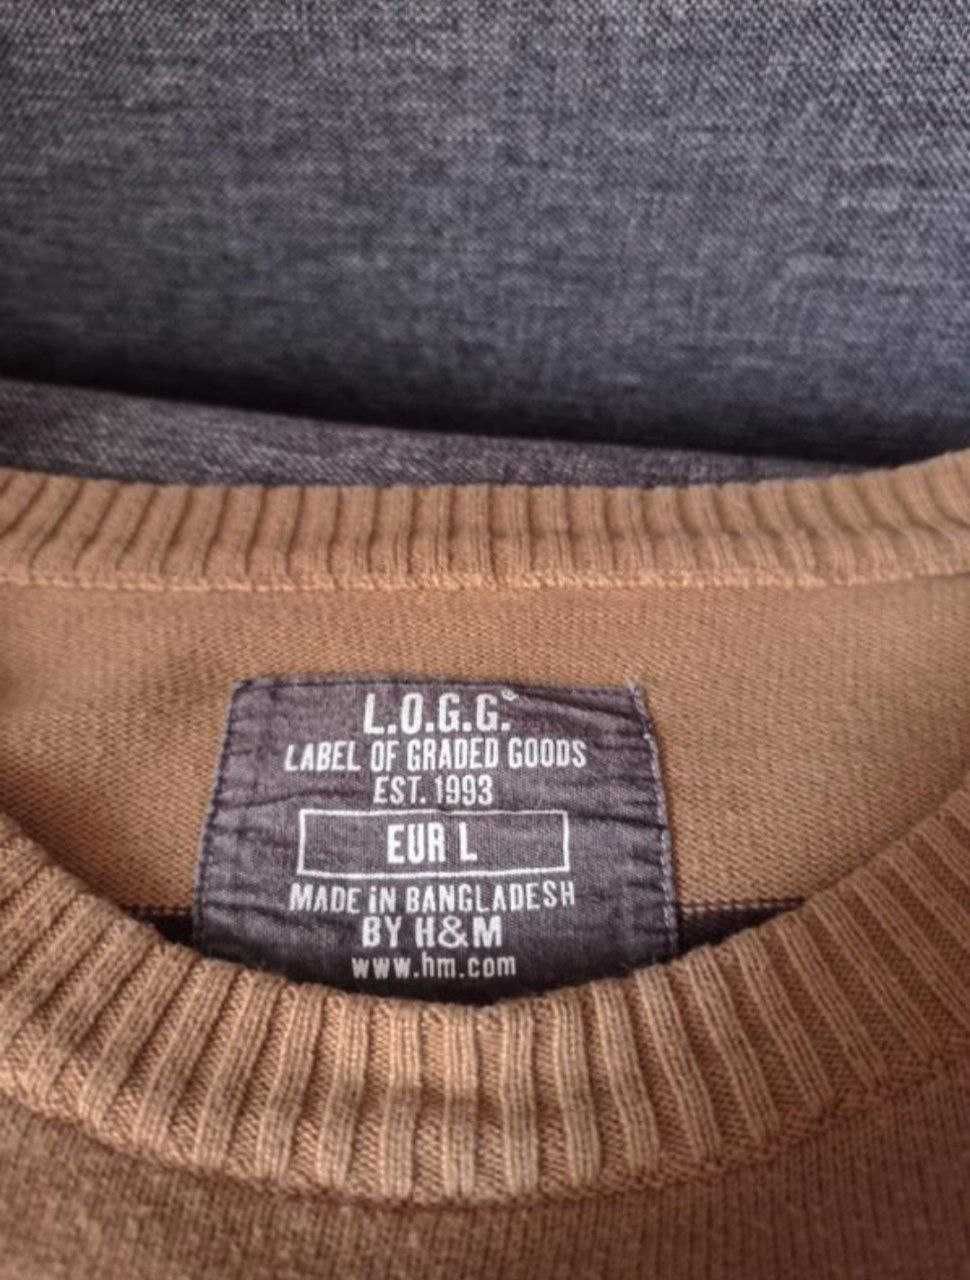 L.O.G.G.®
LABEL OF GRADED GOODS
EST. 1993
EUR L
MADE iN BANGLADESH
BY H&M
www.hm.com